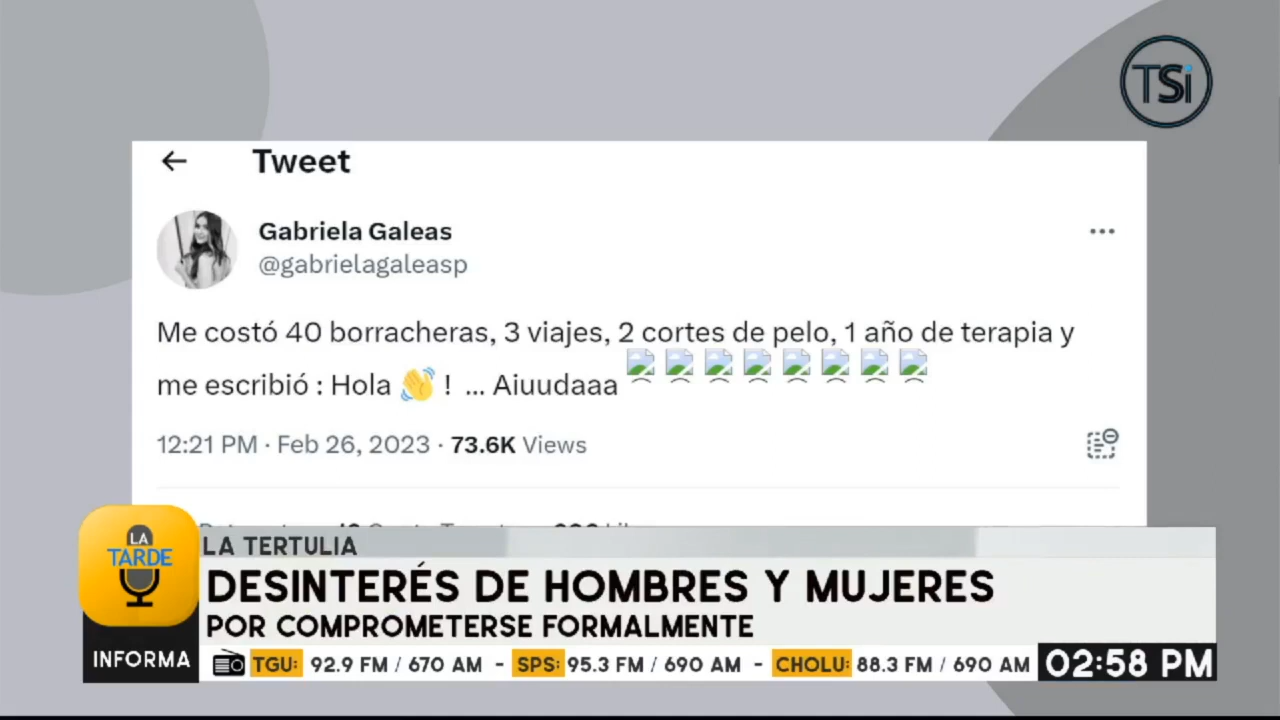 TSi
← Tweet
Gabriela Galeas
...
@gabrielagaleasp
Me costó 40 borracheras, 3 viajes, 2 cortes de pelo, 1 año de terapia y
me escribió : Hola 👋 ! ... Aiuudaaa
12:21 PM · Feb 26, 2023 · 73.6K Views
LA TARDE
INFORMA
LA TERTULIA
DESINTERÉS DE HOMBRES Y MUJERES
POR COMPROMETERSE FORMALMENTE
TGU: 92.9 FM / 670 AM - SPS: 95.3 FM / 690 AM - CHOLU: 88.3 FM / 690 AM
02:58 PM